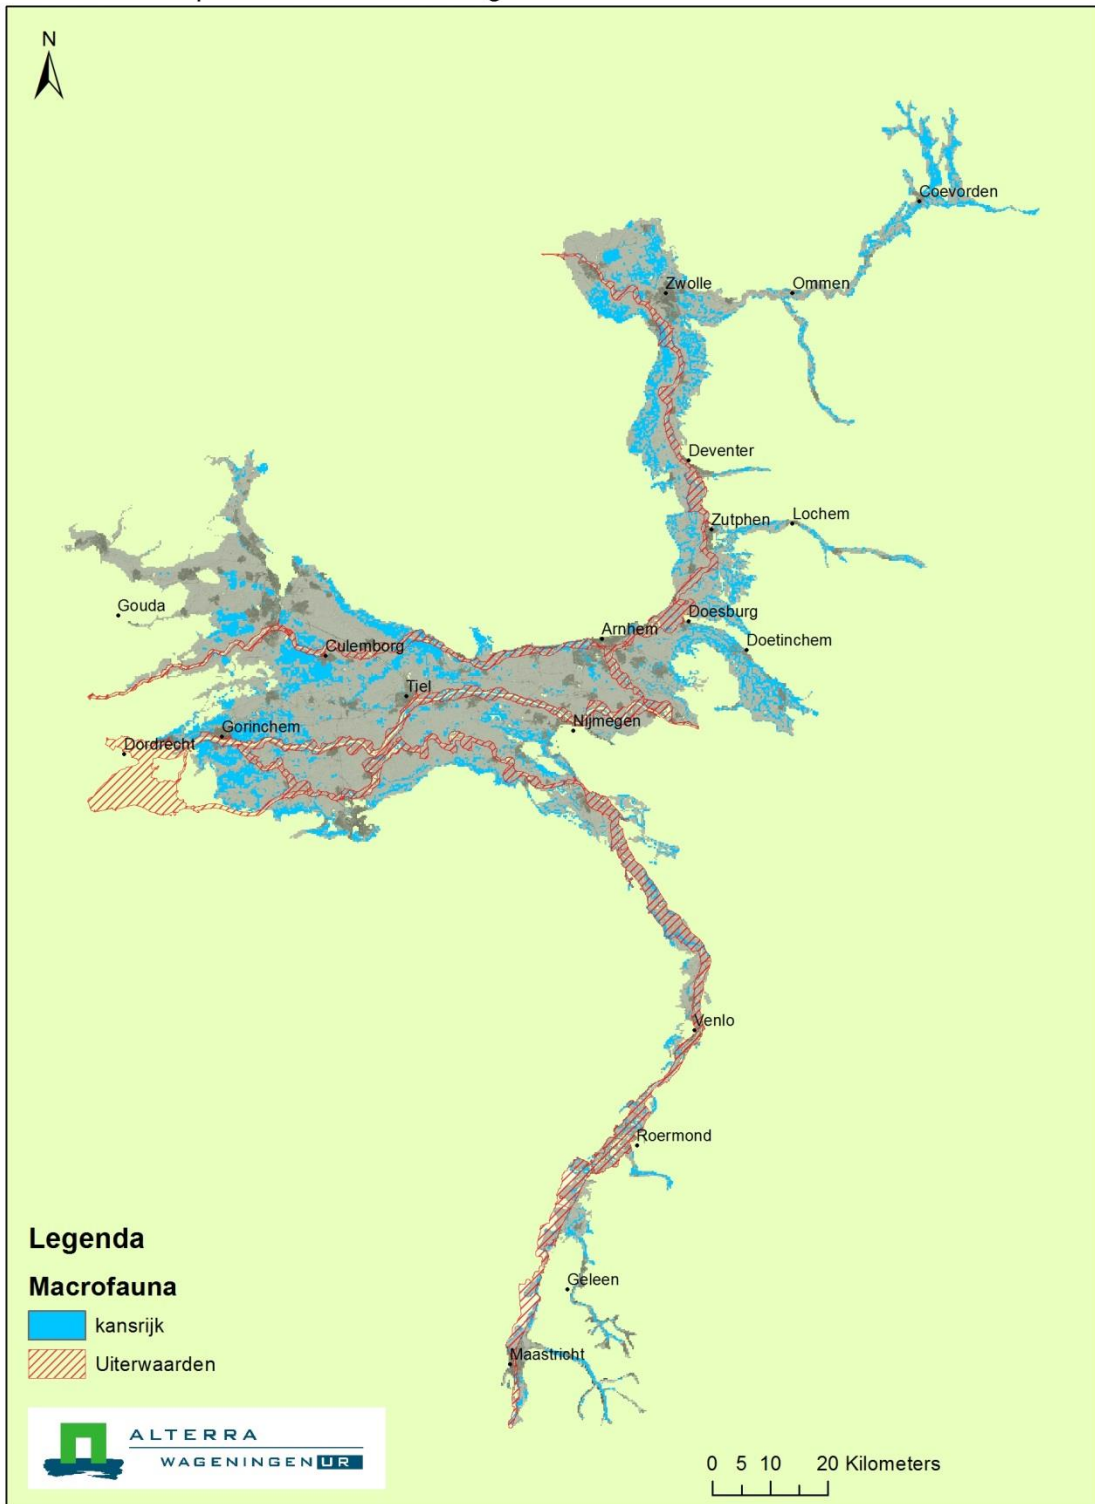 N
Coevorden
Zwolle
Ommen
Deventer
Zutphen
Lochem
Gouda
Doesburg
Arnhem
Doetinchem
Culemborg
Tiel
Gorinchem
Nijmegen
Dordrecht
Venlo
Roermond
Geleen
Maastricht
Legenda
Macrofauna
kansrijk
Uiterwaarden
ALTERRA
WAGENINGEN UR
0 5 10 20 Kilometers